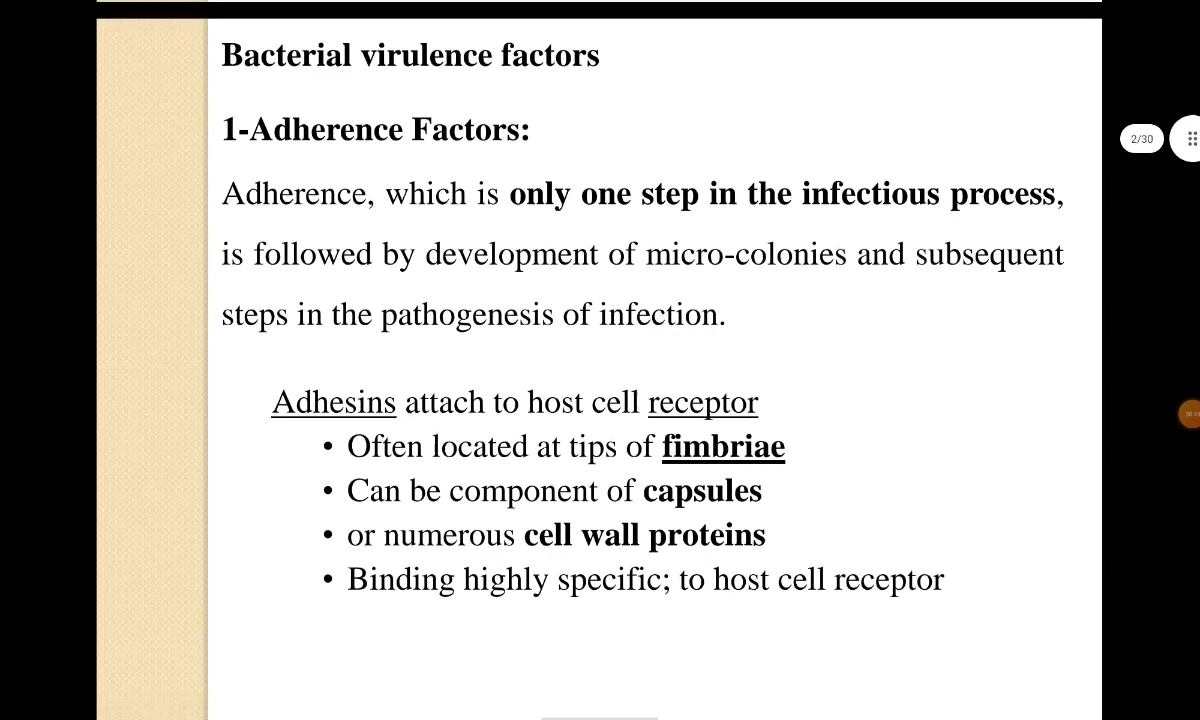 Bacterial virulence factors
1-Adherence Factors:
Adherence, which is only one step in the infectious process,
is followed by development of micro-colonies and subsequent
steps in the pathogenesis of infection.
Adhesins attach to host cell receptor
• Often located at tips of fimbriae
• Can be component of capsules
• or numerous cell wall proteins
• Binding highly specific; to host cell receptor
2/30